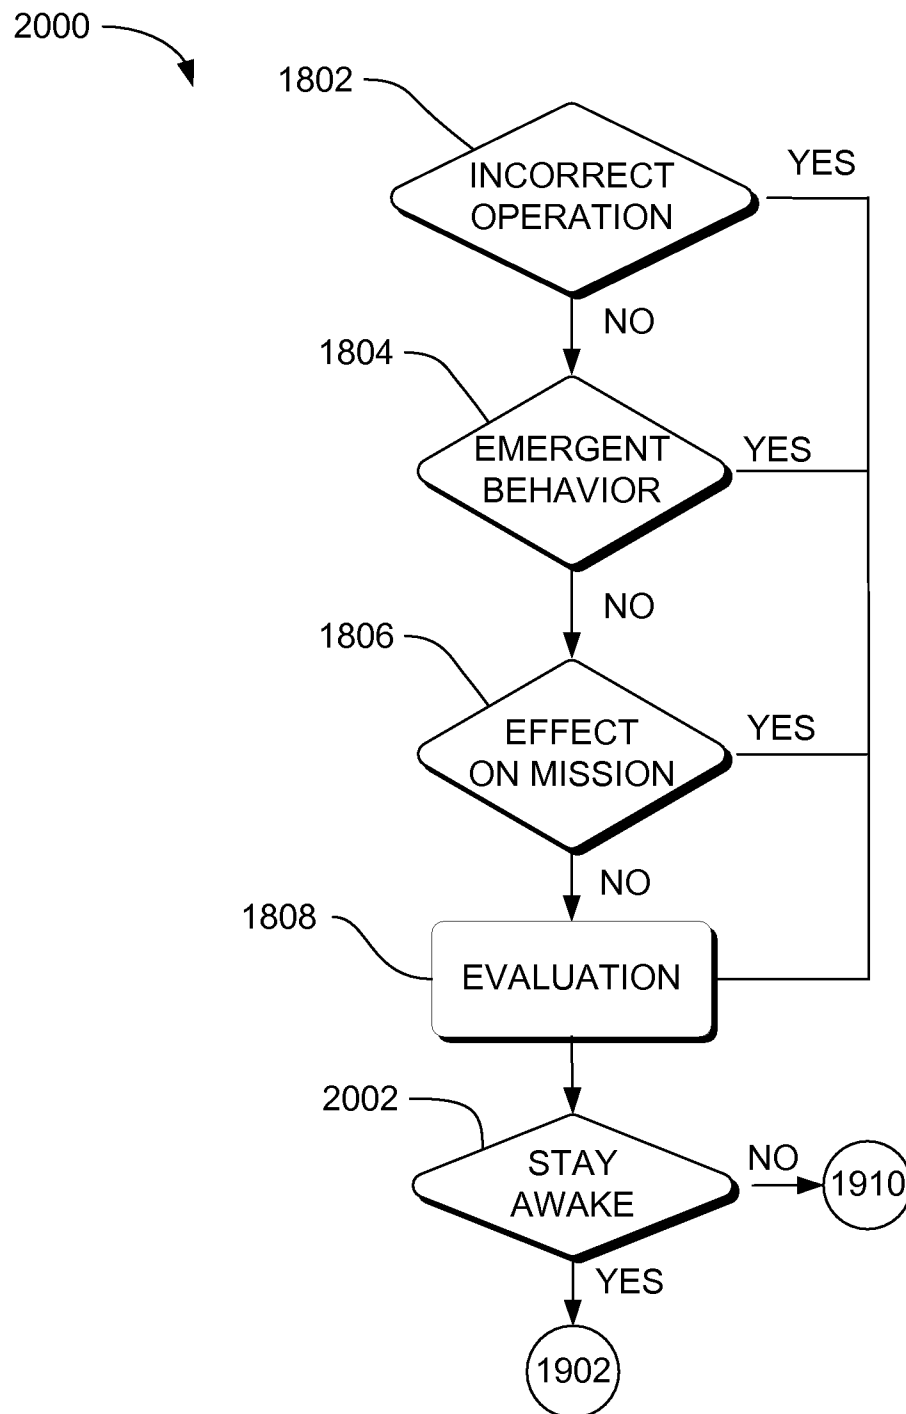 2000
1802
INCORRECT
OPERATION
YES
NO
1804
EMERGENT
BEHAVIOR
YES
NO
1806
EFFECT
ON MISSION
YES
NO
1808
EVALUATION
2002
STAY
AWAKE
NO
1910
YES
1902